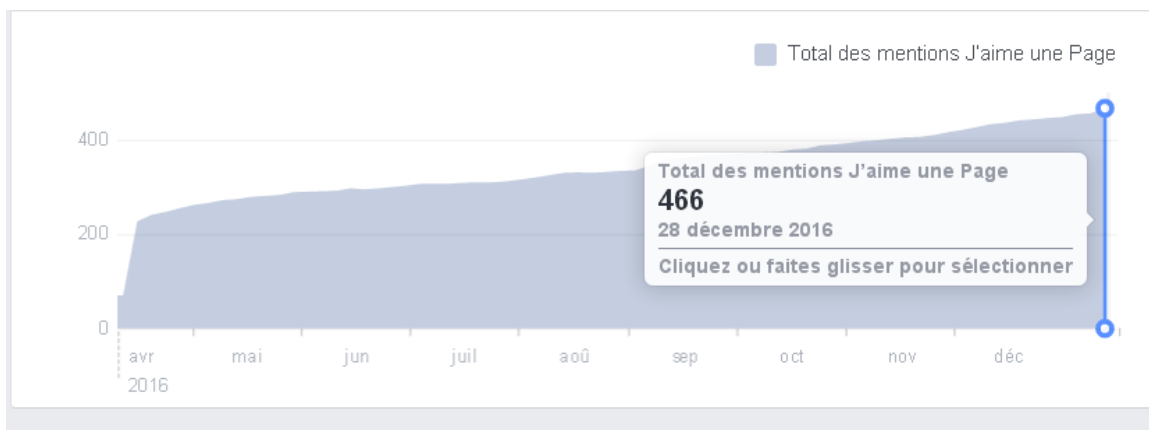 Total des mentions J'aime une Page
400
200
0
Total des mentions J’aime une Page
466
28 décembre 2016
Cliquez ou faites glisser pour sélectionner
avr mai jun juil aoû sep oct nov déc
2016